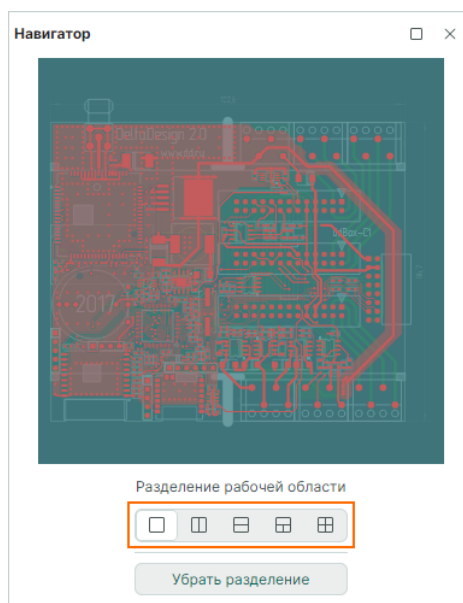 Навигатор
DeltaDesign 2.0
2017
Разделение рабочей области
Убрать разделение